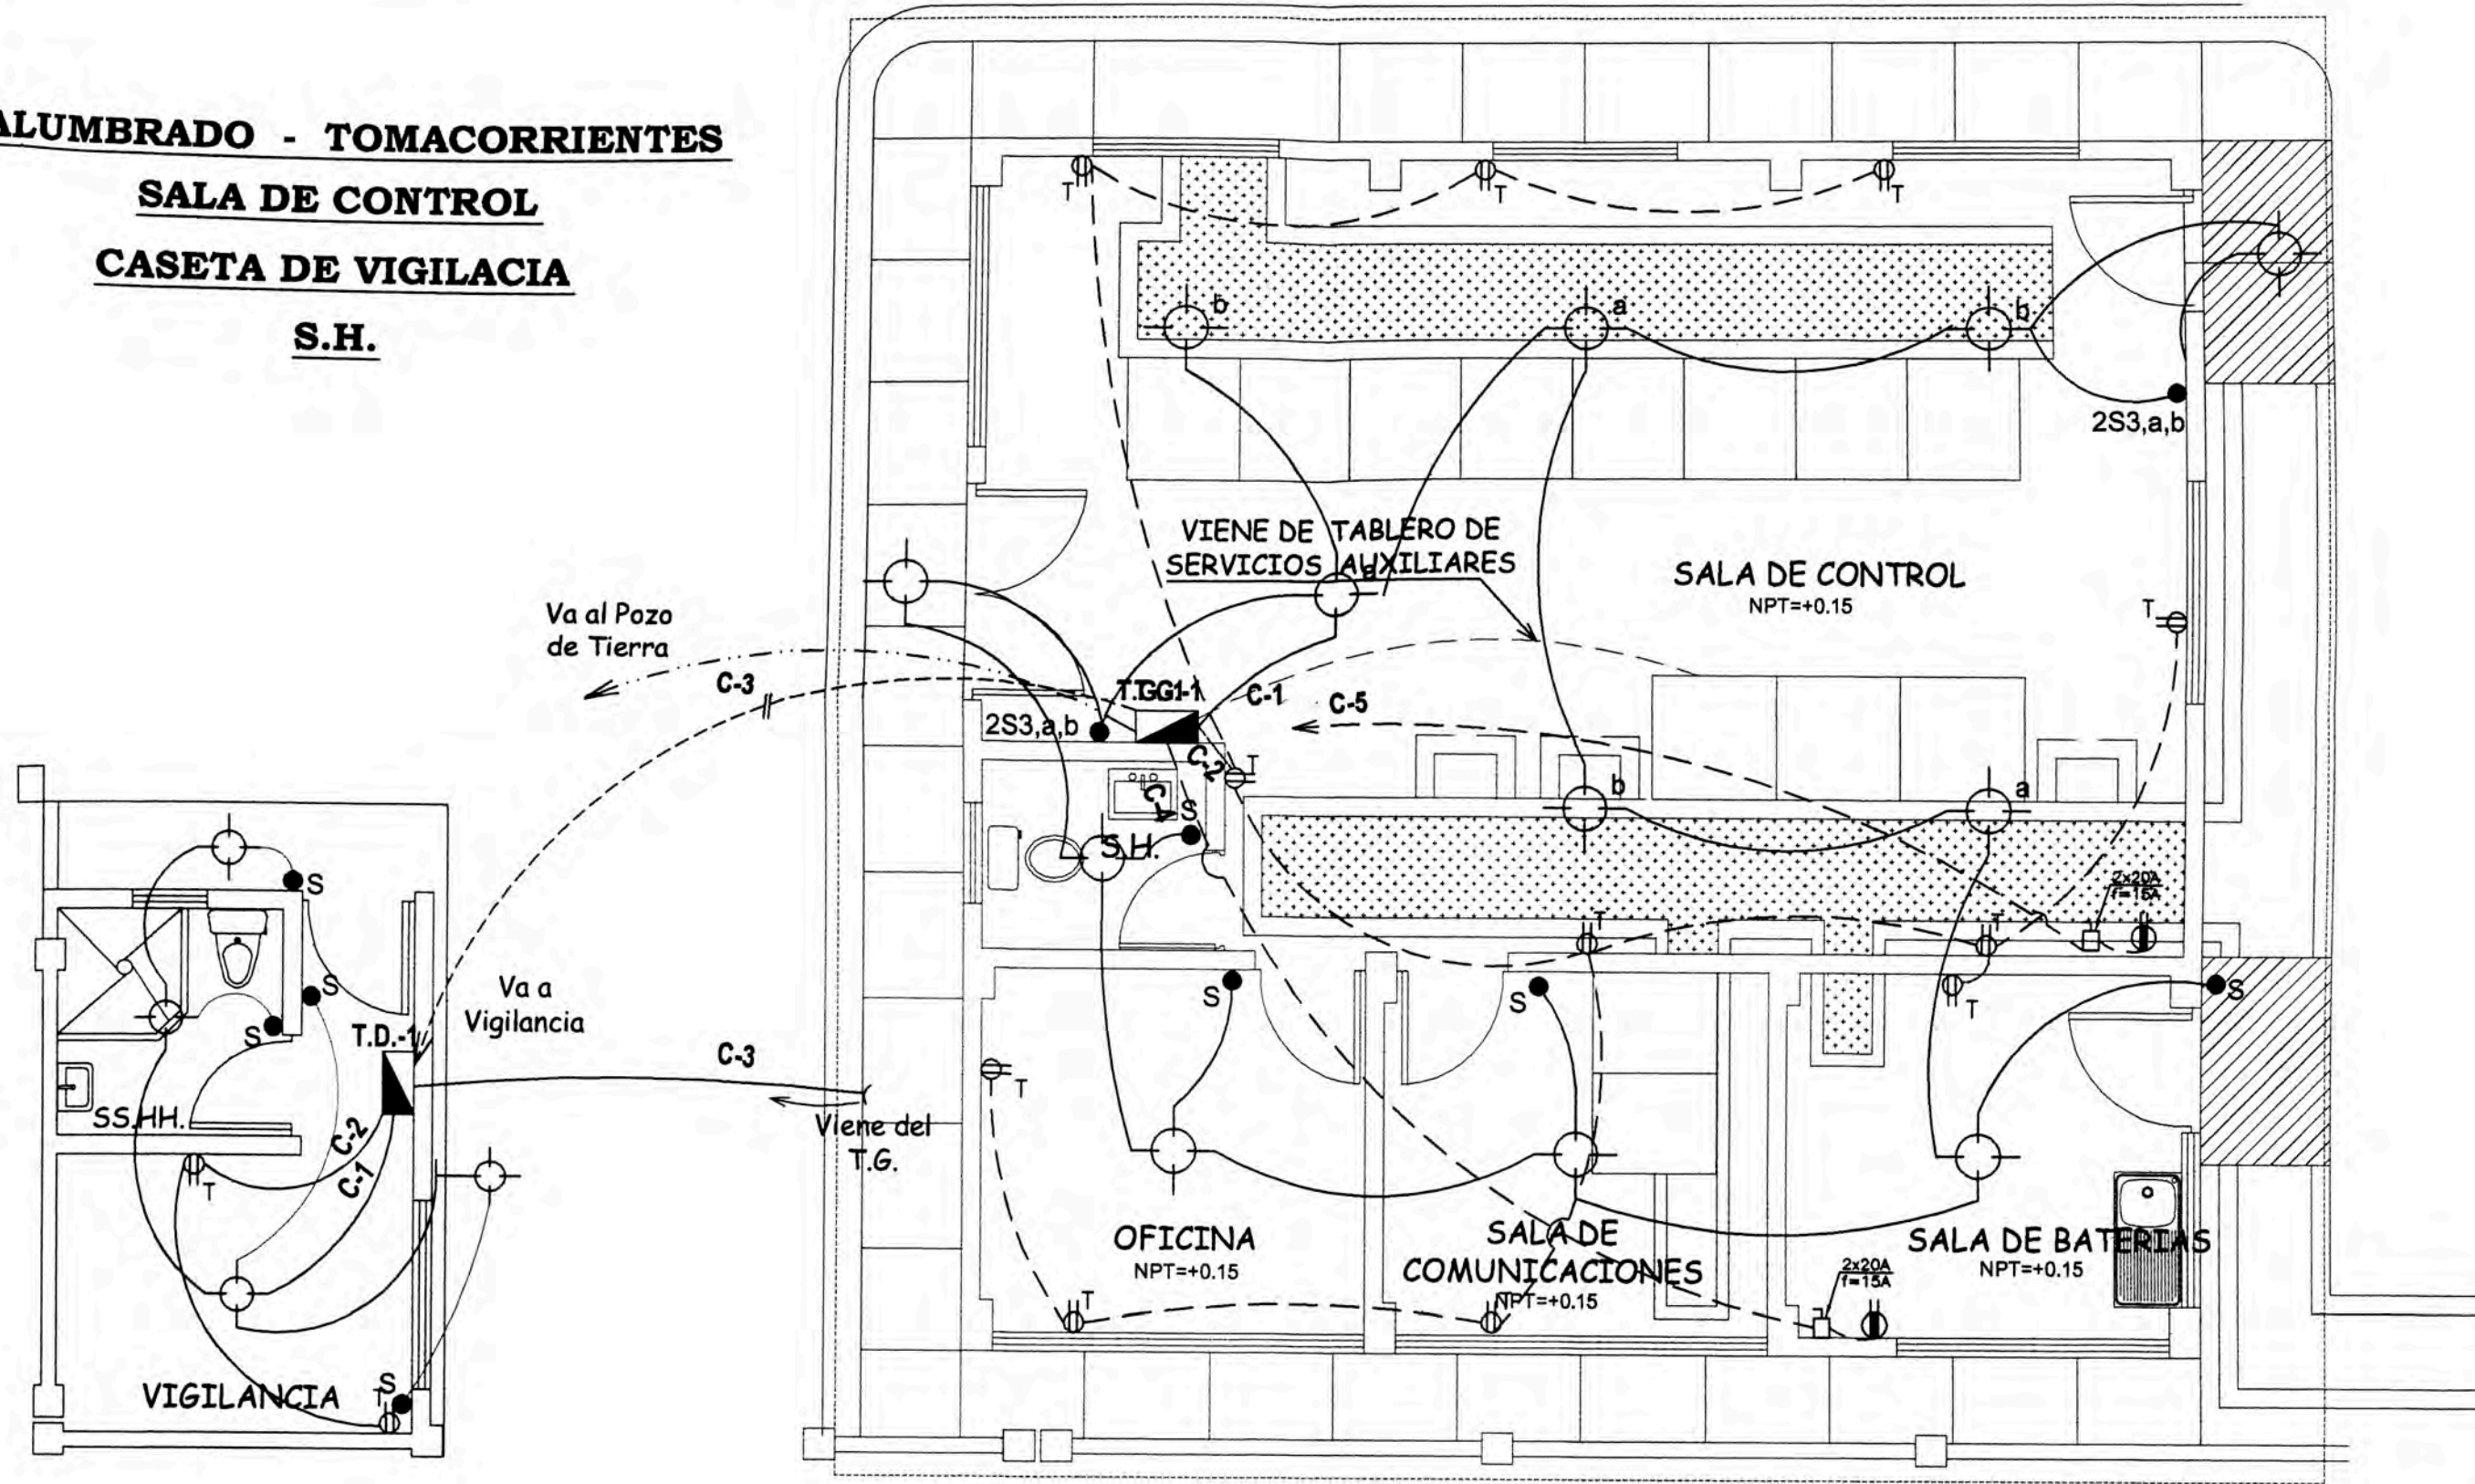 ALUMBRADO - TOMACORRIENTES
SALA DE CONTROL
CASETA DE VIGILACIA
S.H.
T
T
T
b
a
b
2S3,a,b
VIENE DE TABLERO DE
SERVICIOS AUXILIARES
a
SALA DE CONTROL
NPT=+0.15
T
Va al Pozo
de Tierra
C-3
2S3,a,b
C-1
C-5
C-2
T
C-4
S
S.H.
b
a
2x20A
f=15A
T
T
T
S
S
S
T
OFICINA
NPT=+0.15
T
SALA DE
COMUNICACIONES
NPT=+0.15
SALA DE BATERIAS
NPT=+0.15
2x20A
f=15A
S
S
S
T.D.-1
Va a
Vigilancia
C-3
Viene del
T.G.
SS.HH.
C-2
C-1
T
VIGILANCIA
T
S